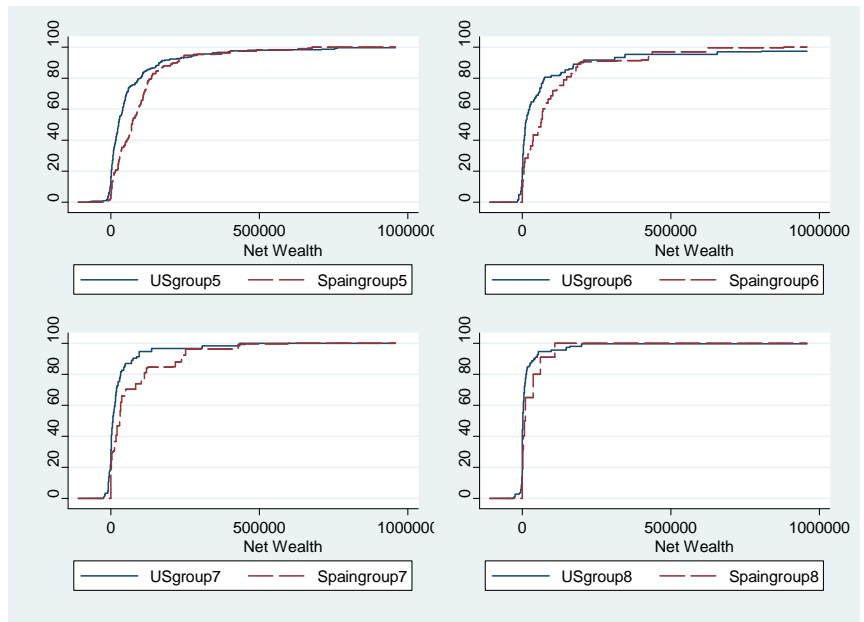 100
80
60
40
20
0
0 500000 1000000
Net Wealth
USgroup5 Spaingroup5
100
80
60
40
20
0
0 500000 1000000
Net Wealth
USgroup6 Spaingroup6
100
80
60
40
20
0
0 500000 1000000
Net Wealth
USgroup7 Spaingroup7
100
80
60
40
20
0
0 500000 1000000
Net Wealth
USgroup8 Spaingroup8